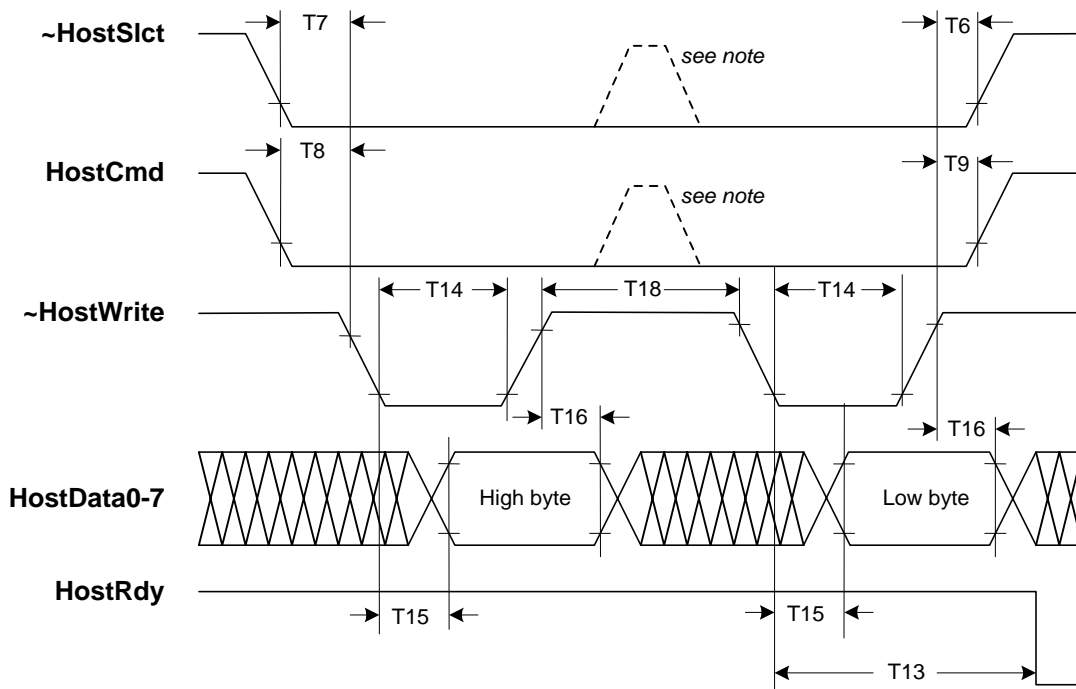 ~HostSlct
T7
T6
see note
HostCmd
T8
T9
see note
~HostWrite
T14
T18
T14
T16
T16
HostData0-7
High byte
Low byte
HostRdy
T15
T15
T13